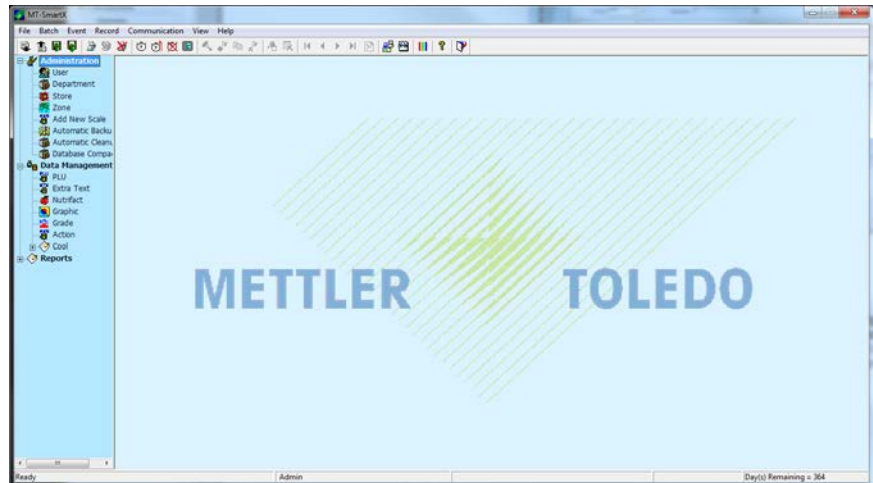 MT-SmartX
File Batch Event Record Communication View Help
Administration
User
Department
Store
Zone
Add New Scale
Automatic Backu
Automatic Cleanu
Database Compa
Data Management
PLU
Extra Text
Nutrifact
Graphic
Grade
Action
Cool
Reports
METTLER TOLEDO
Ready Admin Day(s) Remaining = 364